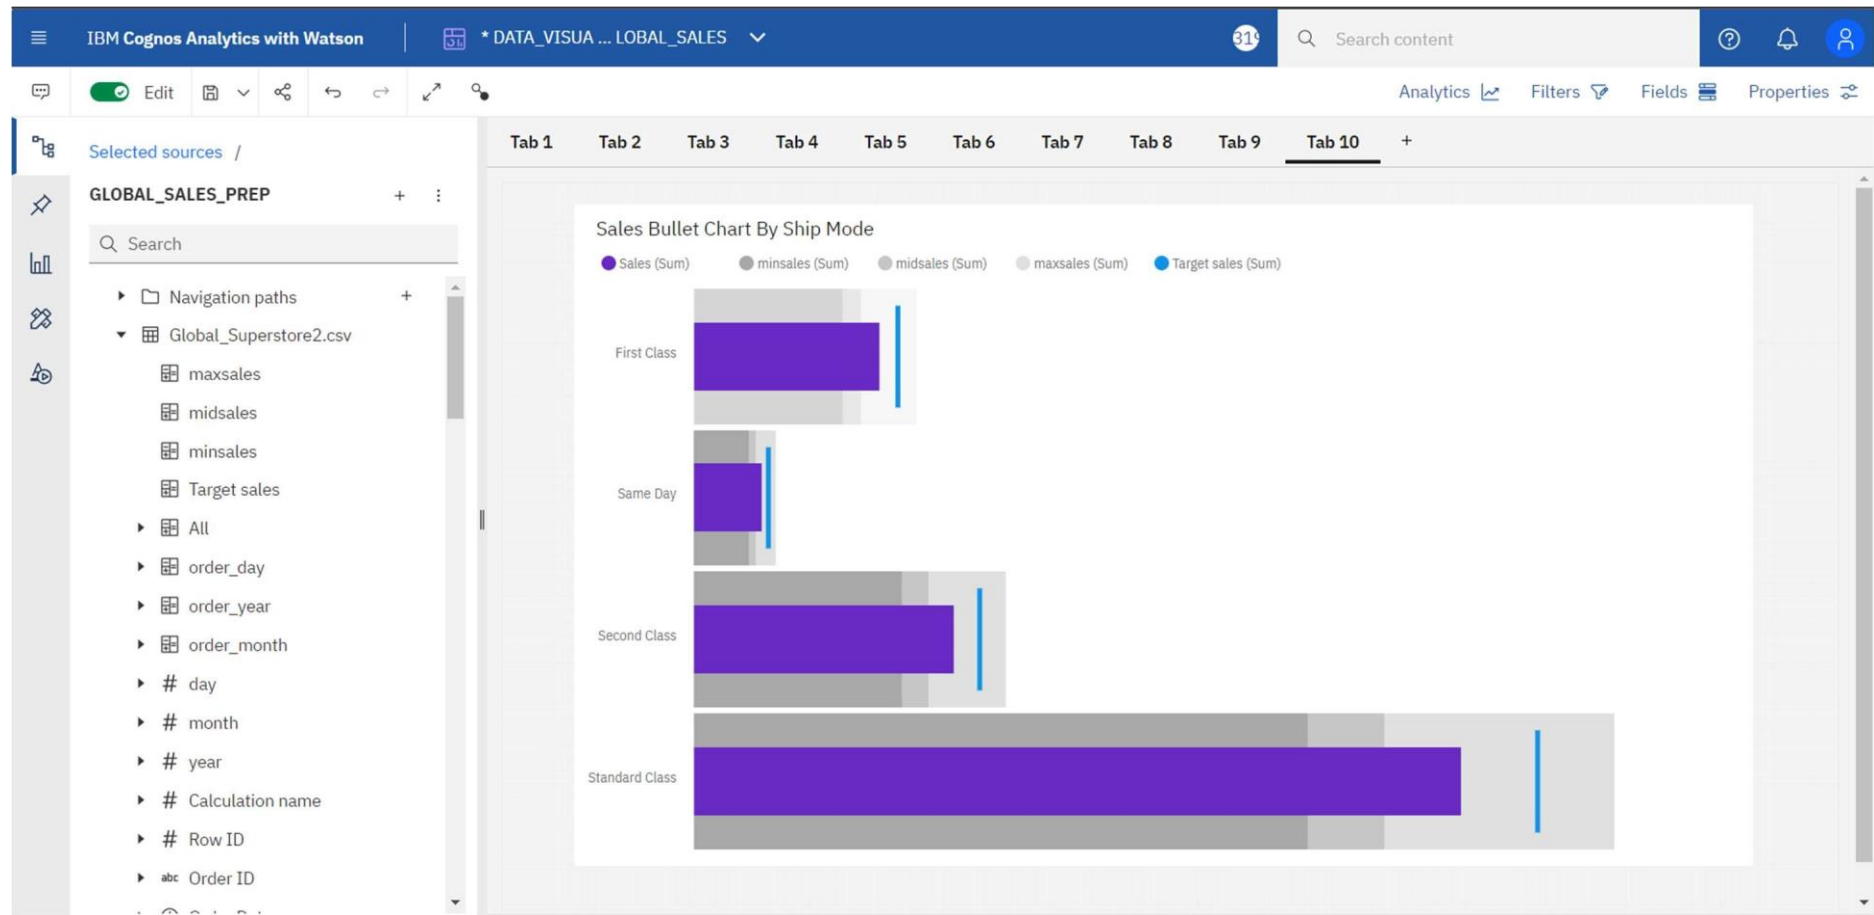 IBM Cognos Analytics with Watson
* DATA_VISUA ... LOBAL_SALES
Search content
Edit
Analytics
Filters
Fields
Properties
Selected sources /
GLOBAL_SALES_PREP
Search
Navigation paths
Global_Superstore2.csv
maxsales
midsales
minsales
Target sales
All
order_day
order_year
order_month
# day
# month
# year
# Calculation name
# Row ID
abc Order ID
Tab 1 Tab 2 Tab 3 Tab 4 Tab 5 Tab 6 Tab 7 Tab 8 Tab 9 Tab 10 +
Sales Bullet Chart By Ship Mode
Sales (Sum) minsales (Sum) midsales (Sum) maxsales (Sum) Target sales (Sum)
First Class
Same Day
Second Class
Standard Class